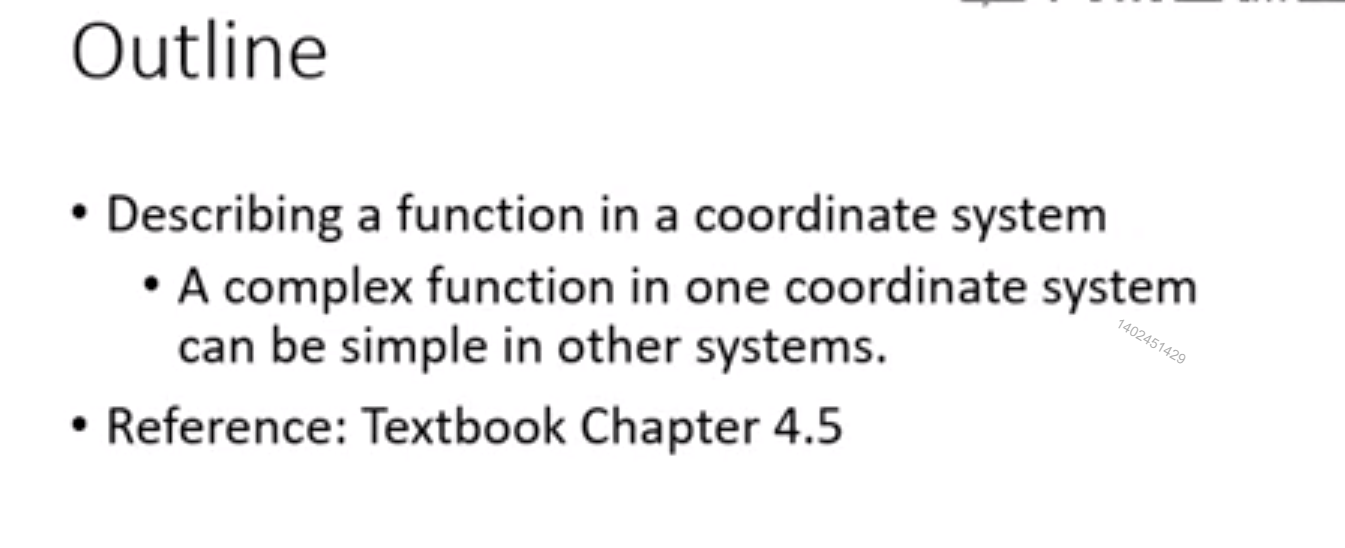 Outline
• Describing a function in a coordinate system
• A complex function in one coordinate system
can be simple in other systems.
1402451429
• Reference: Textbook Chapter 4.5